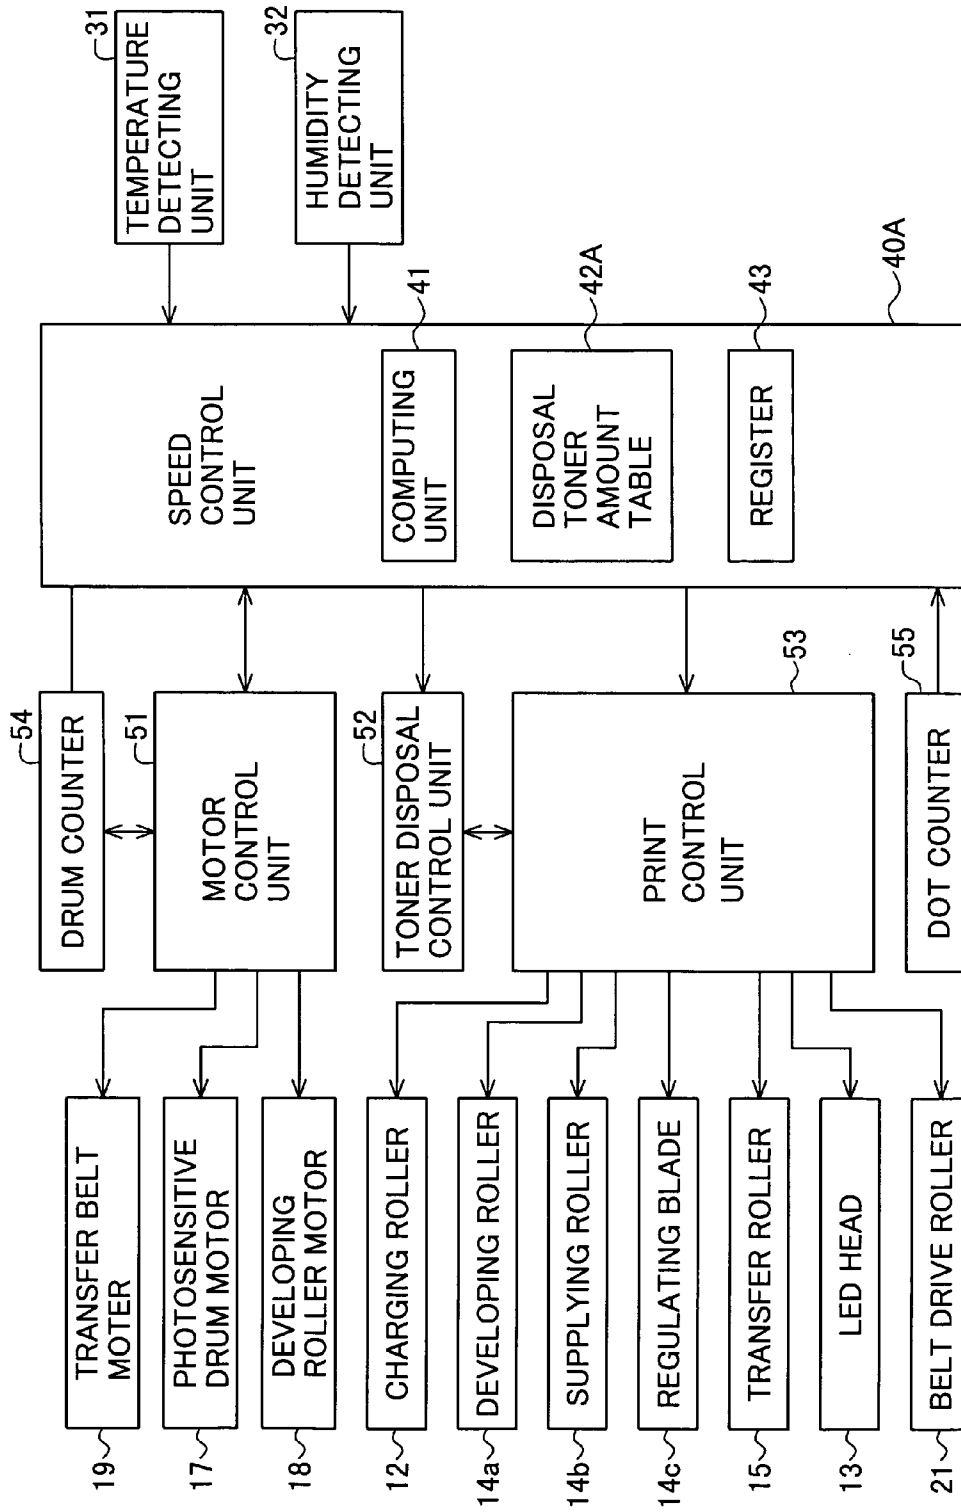 31
TEMPERATURE
DETECTING
UNIT
32
HUMIDITY
DETECTING
UNIT
SPEED
CONTROL
UNIT
41
COMPUTING
UNIT
42A
DISPOSAL
TONER
AMOUNT
TABLE
43
REGISTER
40A
54
DRUM COUNTER
51
MOTOR
CONTROL
UNIT
52
TONER DISPOSAL
CONTROL UNIT
53
PRINT
CONTROL
UNIT
55
DOT COUNTER
19
TRANSFER BELT
MOTER
17
PHOTOSENSITIVE
DRUM MOTOR
18
DEVELOPING
ROLLER MOTOR
12
CHARGING ROLLER
14a
DEVELOPING ROLLER
14b
SUPPLYING ROLLER
14c
REGULATING BLADE
15
TRANSFER ROLLER
13
LED HEAD
21
BELT DRIVE ROLLER